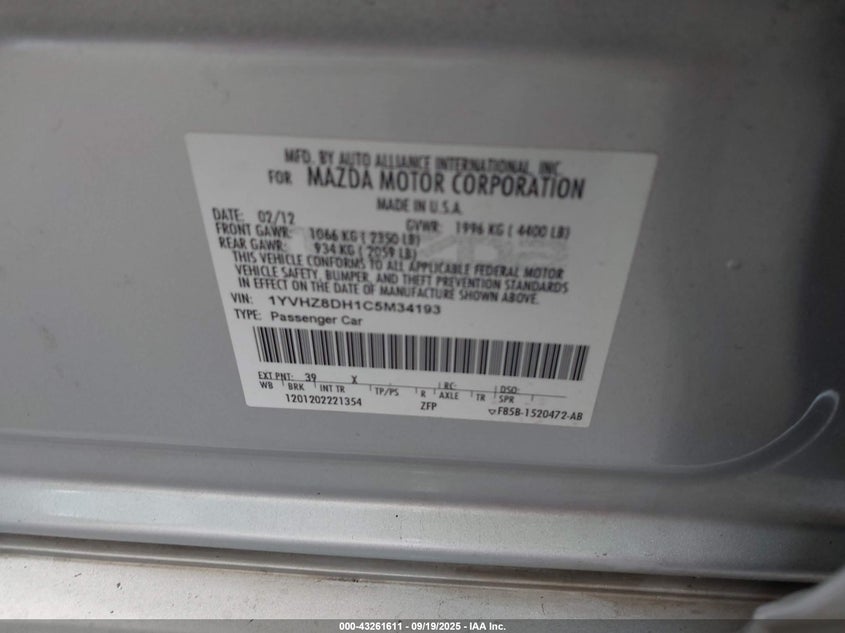 MFD. BY AUTO ALLIANCE INTERNATIONAL, INC.
FOR MAZDA MOTOR CORPORATION
MADE IN U.S.A.
DATE: 02/12 GVWR: 1996 KG ( 4400 LB)
FRONT GAWR: 1066 KG ( 2350 LB)
REAR GAWR: 934 KG ( 2059 LB)
THIS VEHICLE CONFORMS TO ALL APPLICABLE FEDERAL MOTOR
VEHICLE SAFETY, BUMPER, AND THEFT PREVENTION STANDARDS
IN EFFECT ON THE DATE OF MANUFACTURE SHOWN ABOVE.
VIN: 1YVHZ8DH1C5M34193
TYPE: Passenger Car
EXT PNT: 39 X RC: DSO:
WB BRK INT TR TP/PS R AXLE TR SPR
1201202221354 ZFP ▽F85B-1520472-AB
000-43261611 - 09/19/2025 - IAA Inc.